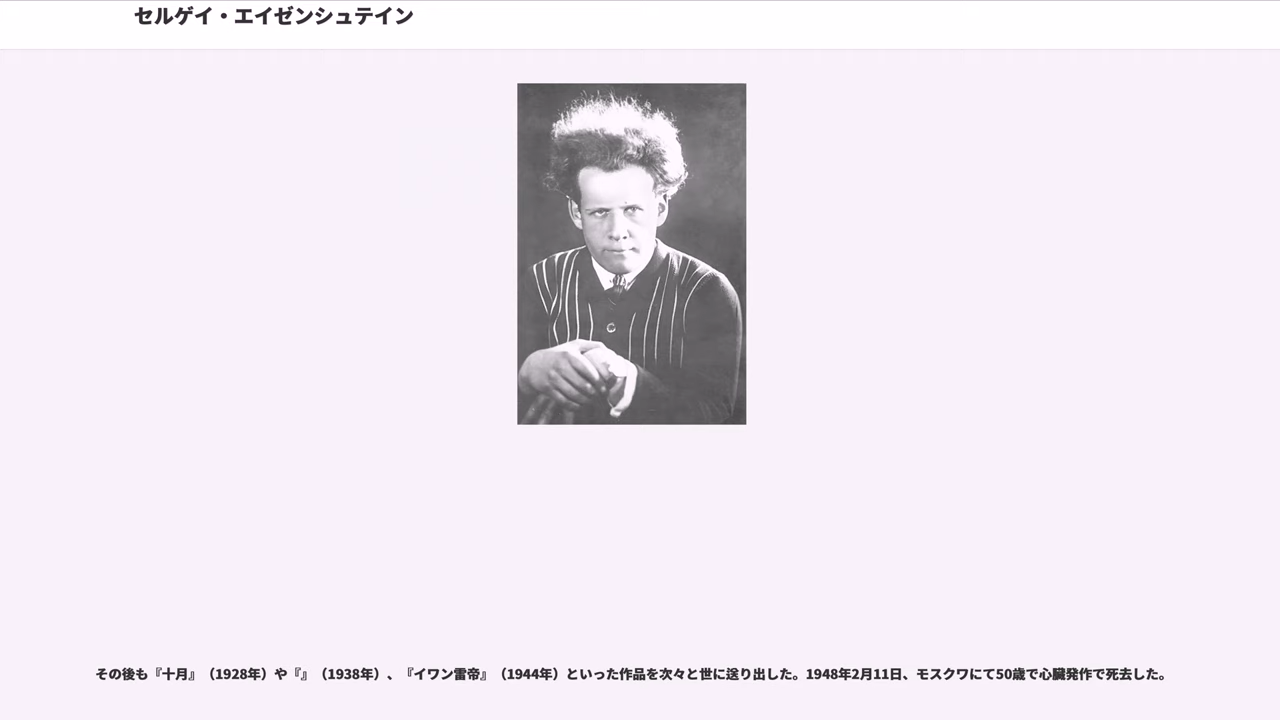 セルゲイ・エイゼンシュテイン
その後も『十月』（1928年）や『』（1938年）、『イワン雷帝』（1944年）といった作品を次々と世に送り出した。1948年2月11日、モスクワにて50歳で心臓発作で死去した。